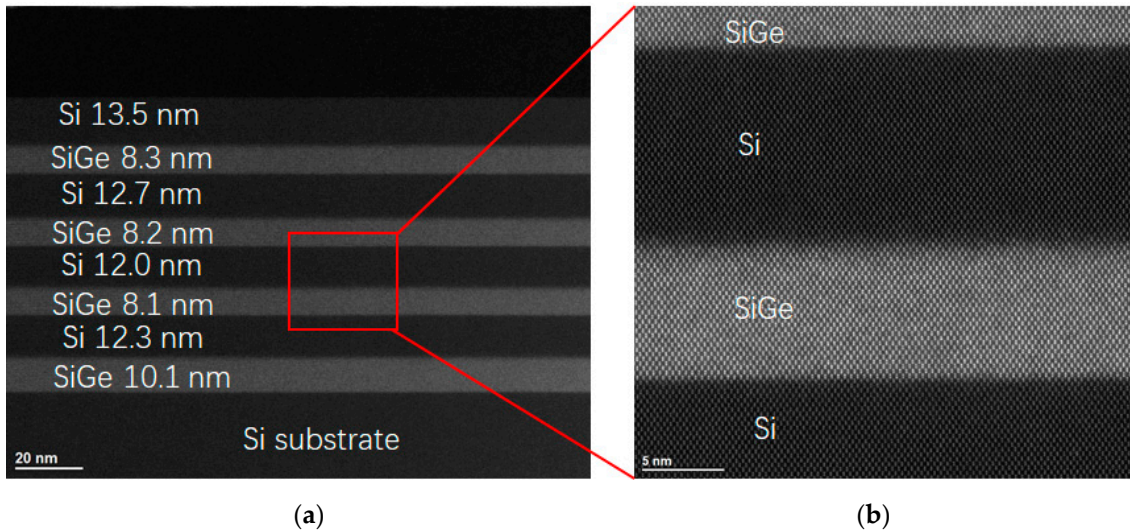 Si 13.5 nm
SiGe 8.3 nm
Si 12.7 nm
SiGe 8.2 nm
Si 12.0 nm
SiGe 8.1 nm
Si 12.3 nm
SiGe 10.1 nm
Si substrate
20 nm
SiGe
Si
SiGe
Si
5 nm
(a)
(b)